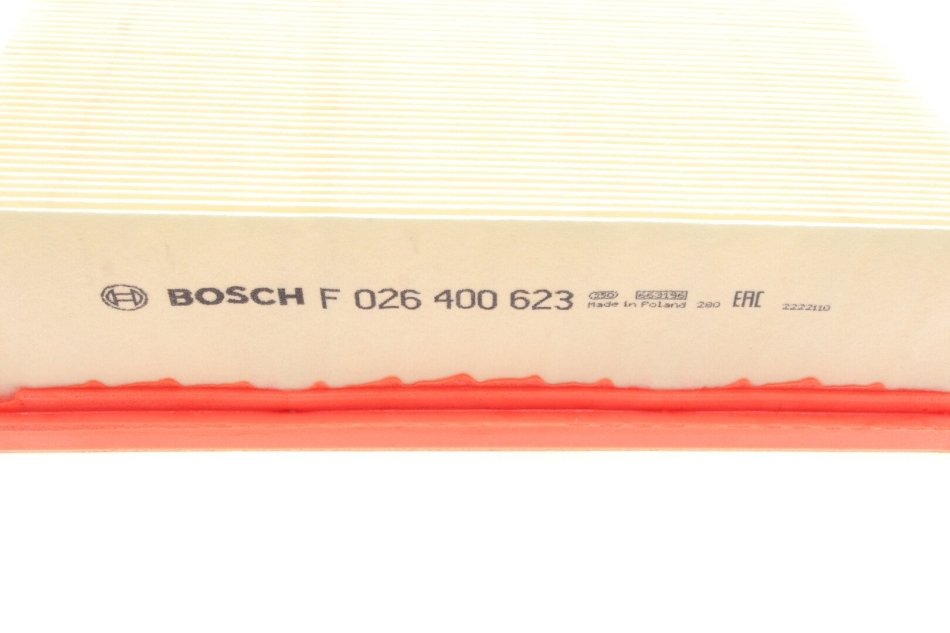 BOSCH F 026 400 623
Made in Poland 280 EAC 2222110